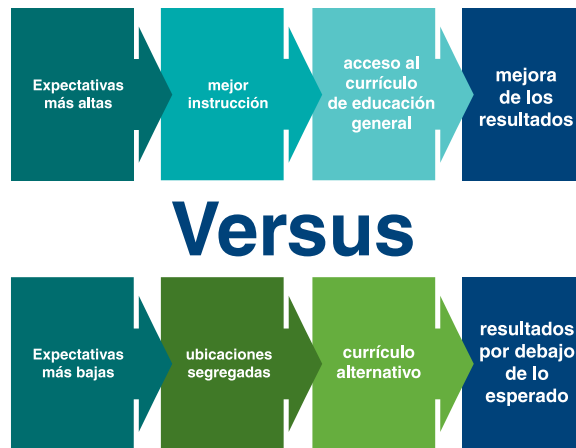 Expectativas
más altas
mejor
instrucción
acceso al
currículo
de educación
general
mejora
de los
resultados
Versus
Expectativas
más bajas
ubicaciones
segregadas
currículo
alternativo
resultados
por debajo
de lo
esperado